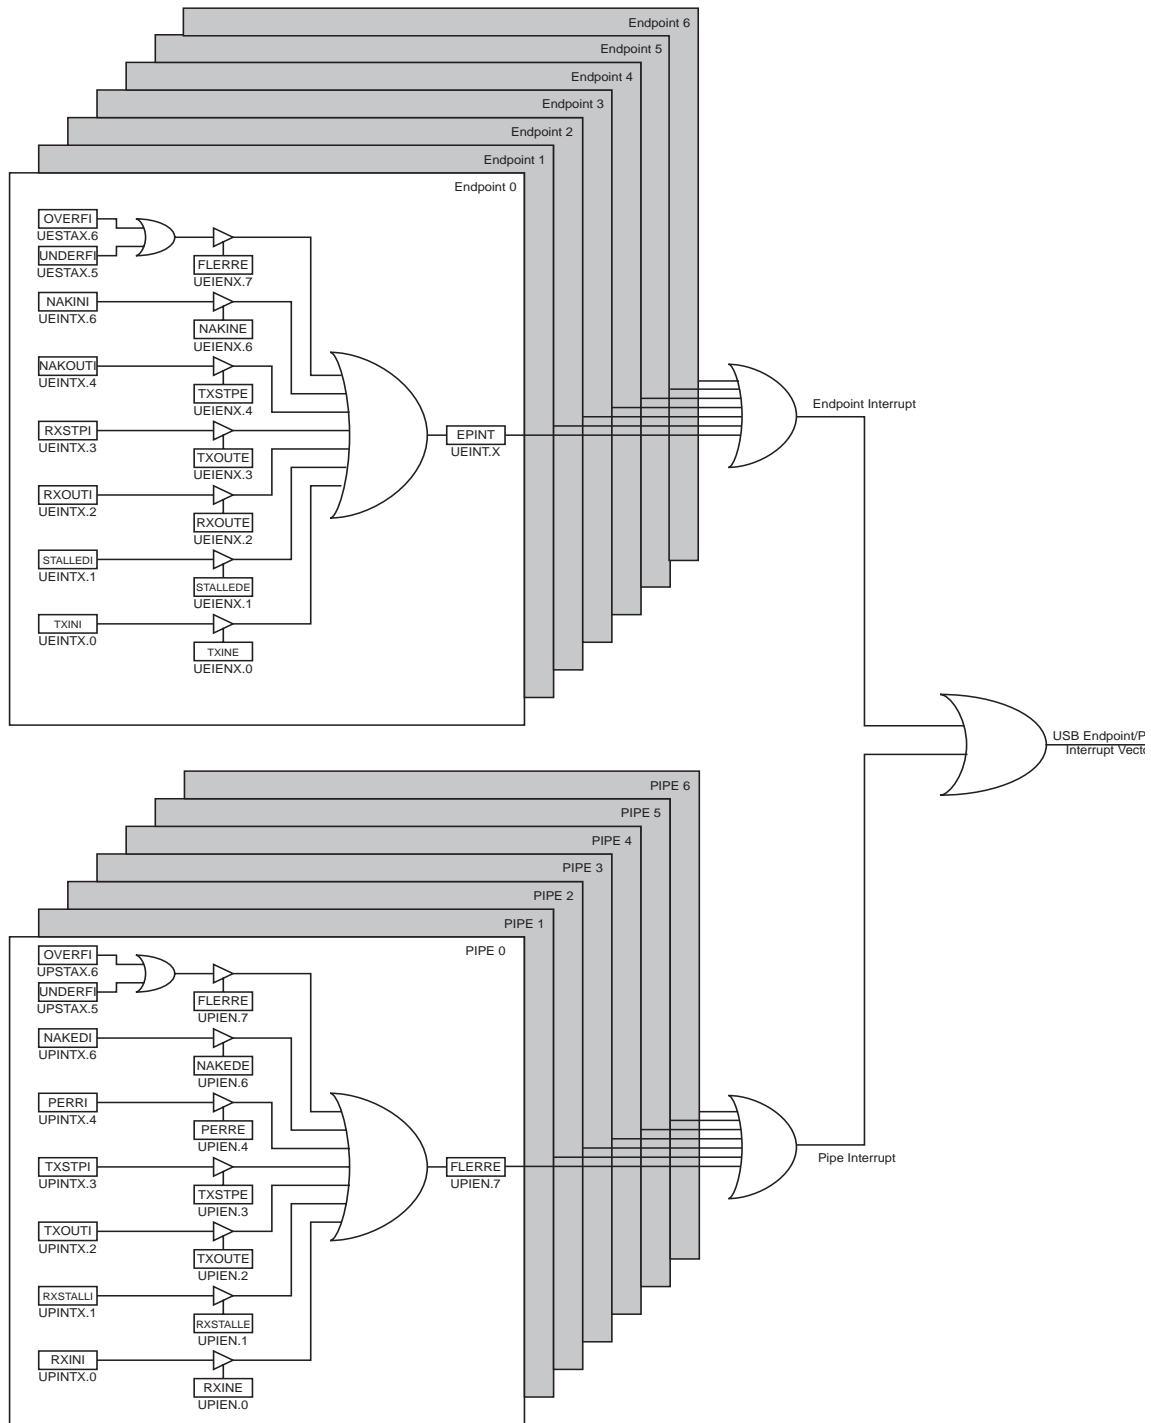 Endpoint 6
Endpoint 5
Endpoint 4
Endpoint 3
Endpoint 2
Endpoint 1
Endpoint 0
OVERFI
UESTAX.6
UNDERFI
UESTAX.5
FLERRE
UEIENX.7
NAKINI
UEINTX.6
NAKINE
UEIENX.6
NAKOUTI
UEINTX.4
TXSTPE
UEIENX.4
RXSTPI
UEINTX.3
TXOUTE
UEIENX.3
RXOUTI
UEINTX.2
RXOUTE
UEIENX.2
STALLEDI
UEINTX.1
STALLEDE
UEIENX.1
TXINI
UEINTX.0
TXINE
UEIENX.0
EPINT
UEINT.X
Endpoint Interrupt
USB Endpoint/P
Interrupt Vect
PIPE 6
PIPE 5
PIPE 4
PIPE 3
PIPE 2
PIPE 1
PIPE 0
OVERFI
UPSTAX.6
UNDERFI
UPSTAX.5
FLERRE
UPIEN.7
NAKEDI
UPINTX.6
NAKEDE
UPIEN.6
PERRI
UPINTX.4
PERRE
UPIEN.4
TXSTPI
UPINTX.3
TXSTPE
UPIEN.3
TXOUTI
UPINTX.2
TXOUTE
UPIEN.2
RXSTALLI
UPINTX.1
RXSTALLE
UPIEN.1
RXINI
UPINTX.0
RXINE
UPIEN.0
FLERRE
UPIEN.7
Pipe Interrupt